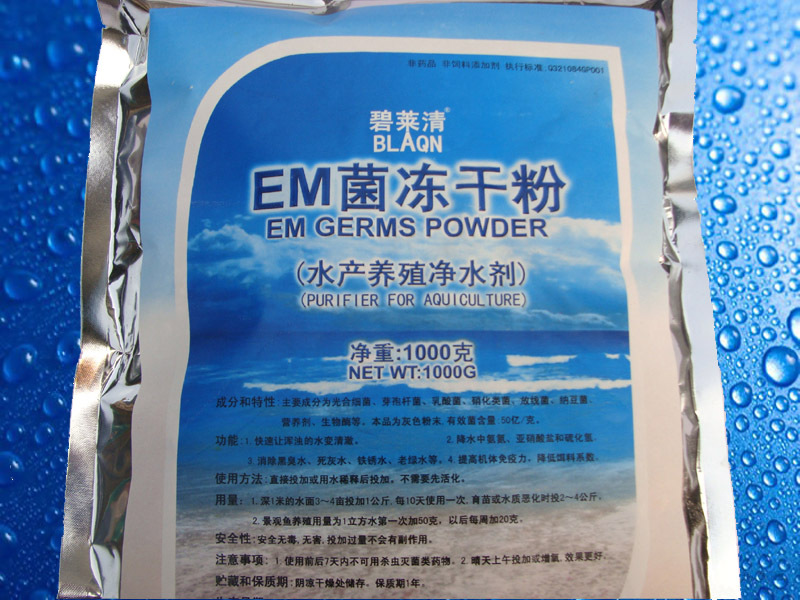 非药品 非饲料添加剂 执行标准:Q321084GP001
碧莱清®
BLAQN
EM菌冻干粉
EM GERMS POWDER
(水产养殖净水剂)
(PURIFIER FOR AQUICULTURE)
净重:1000克
NET WT:1000G
成分和特性:主要成分为光合细菌、芽孢杆菌、乳酸菌、硝化类菌、放线菌、纳豆菌、
营养剂、生物酶等。本品为灰色粉末.有效菌含量:50亿/克。
功能:1.快速让浑浊的水变清澈。 2.降水中氨氮、亚硝酸盐和硫化氢.
3.消除黑臭水、死灰水、铁锈水、老绿水等。4.提高机体免疫力、降低饵料系数。
使用方法:直接投加或用水稀释后投加。不需要先活化。
用量:1.深1米的水面3~4亩投加1公斤.每10天使用一次.育苗或水质恶化时投2~4公斤。
2.景观鱼养殖用量为1立方水第一次加50克, 以后每周加20克。
安全性:安全无毒.无害.投加过量不会有副作用。
注意事项:1.使用前后7天内不可用杀虫灭菌类药物。2.晴天上午投加或增氧.效果更好.
贮藏和保质期:阴凉干燥处储存。保质期1年。